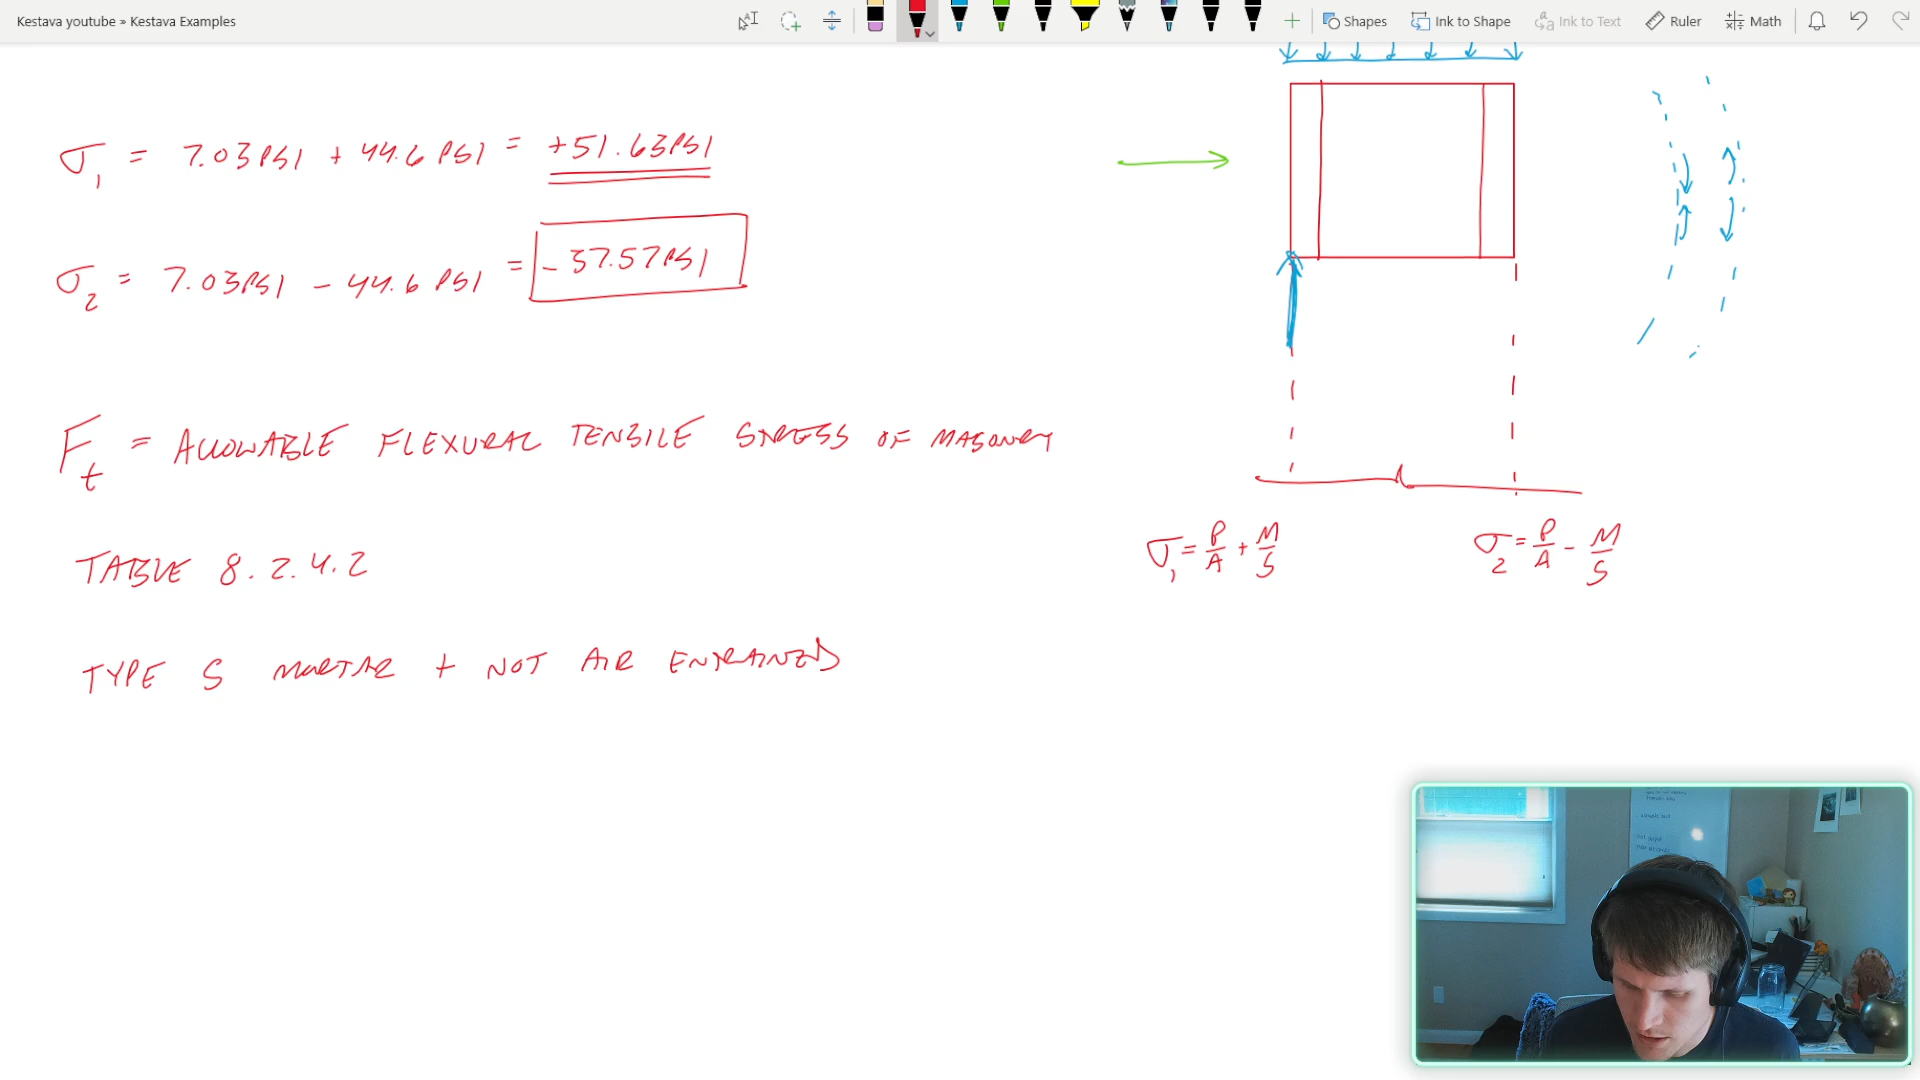 Kestava youtube » Kestava Examples
Shapes
Ink to Shape
Ink to Text
Ruler
Math
σ1 = 7.03PSI + 44.6 PSI = +51.63PSI
σ2 = 7.03PSI - 44.6 PSI = - 37.57PSI
Ft = ALLOWABLE FLEXURAL TENSILE STRESS OF MASONRY
TABLE 8.2.4.2
TYPE S MORTAR + NOT AIR ENTRAINED
σ1 = P/A + M/S
σ2 = P/A - M/S